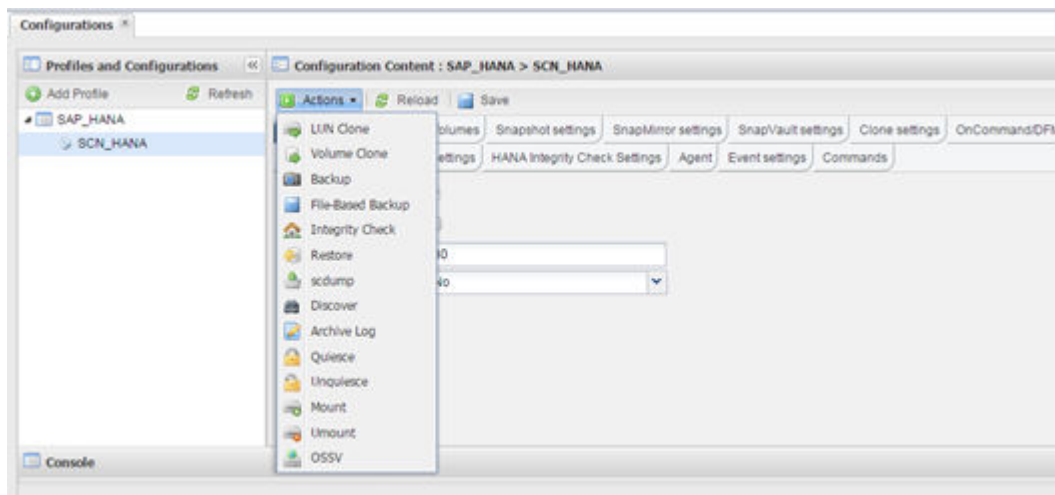 Configurations
Profiles and Configurations
Configuration Content : SAP_HANA > SCN_HANA
Add Profile Refresh
Actions Reload Save
SAP_HANA
SCN_HANA
olumes Snapshot settings SnapMirror settings SnapVault settings Clone settings OnCommand/DFM
ettings HANA Integrity Check Settings Agent Event settings Commands
LUN Clone
Volume Clone
Backup
File-Based Backup
Integrity Check
Restore
scdump
Discover
Archive Log
Quiesce
Unquiesce
Mount
Umount
OSSV
No
Console